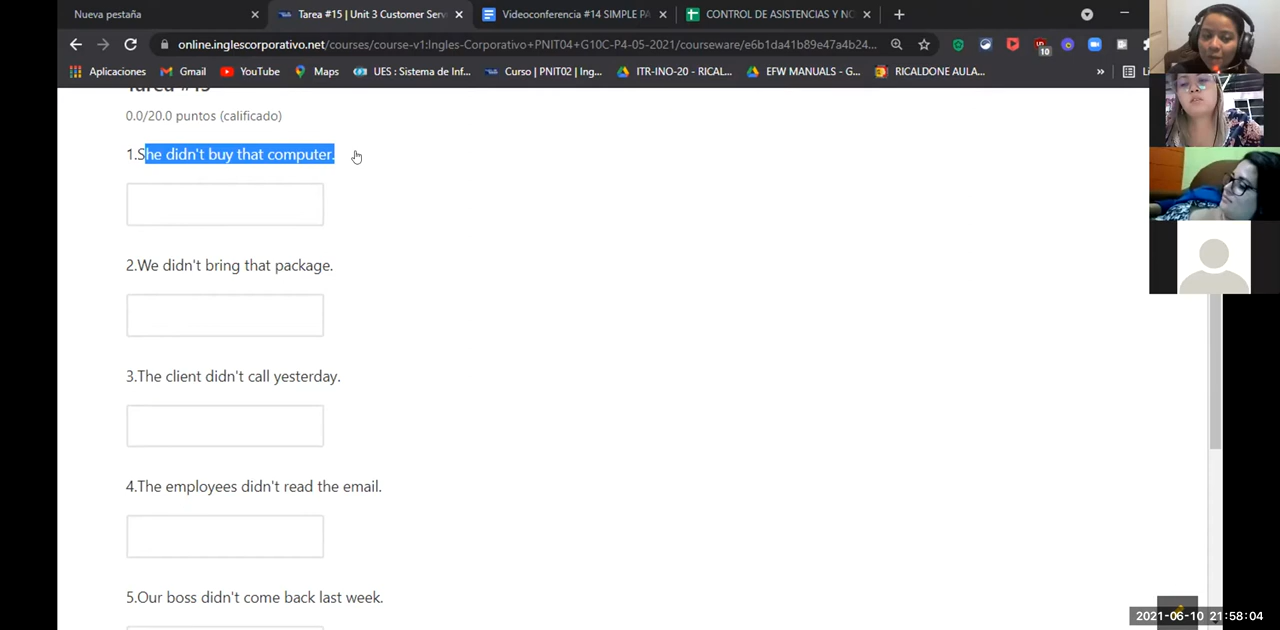 Nueva pestaña
Tarea #15 | Unit 3 Customer Serv
Videoconferencia #14 SIMPLE PA
CONTROL DE ASISTENCIAS Y NO
online.inglescorporativo.net/courses/course-v1:Ingles-Corporativo+PNIT04+G10C-P4-05-2021/courseware/e6b1da41b89e47a4b24...
10
Aplicaciones
Gmail
YouTube
Maps
UES : Sistema de Inf...
Curso | PNIT02 | Ing...
ITR-INO-20 - RICAL...
EFW MANUALS - G...
RICALDONE AULA...
»
Tarea #15
0.0/20.0 puntos (calificado)
1.She didn't buy that computer.
2.We didn't bring that package.
3.The client didn't call yesterday.
4.The employees didn't read the email.
5.Our boss didn't come back last week.
2021-06-10 21:58:04